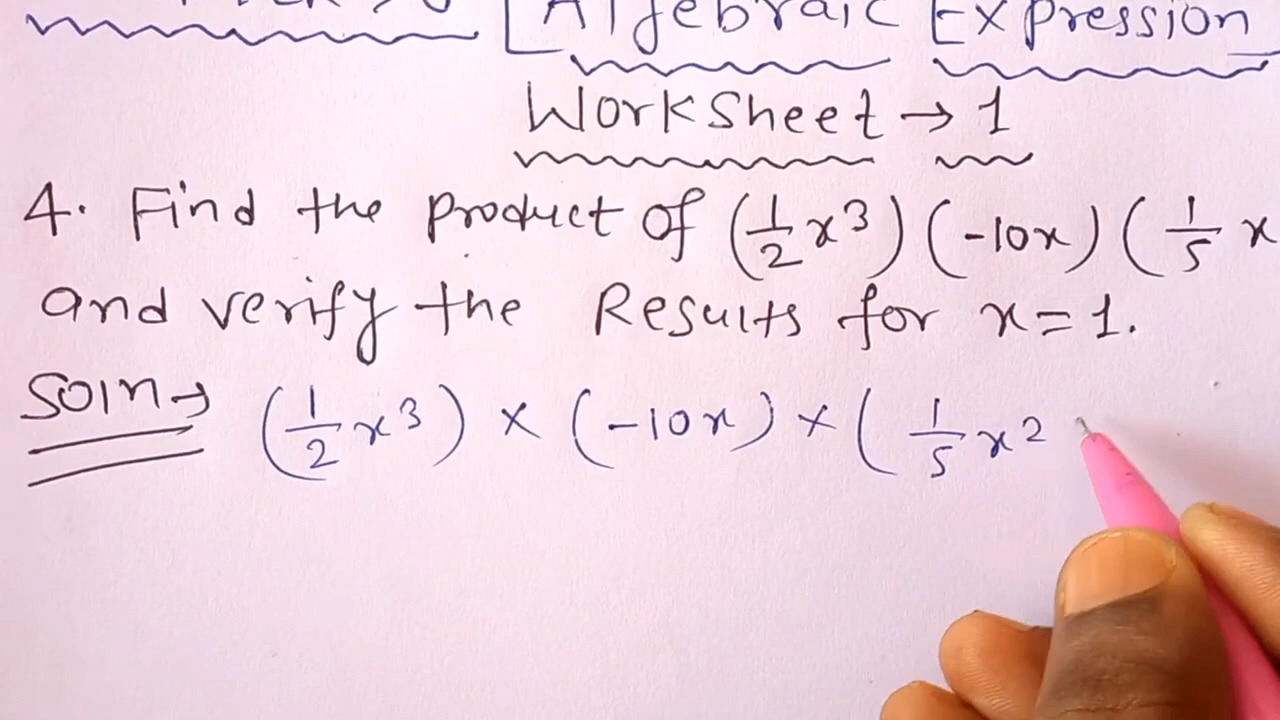 [Algebraic Expression
Worksheet → 1
4. Find the product of (1/2 x³) (-10x) (1/5 x
and verify the Results for x=1.
Soln→ (1/2 x³) × (-10x) × (1/5 x²